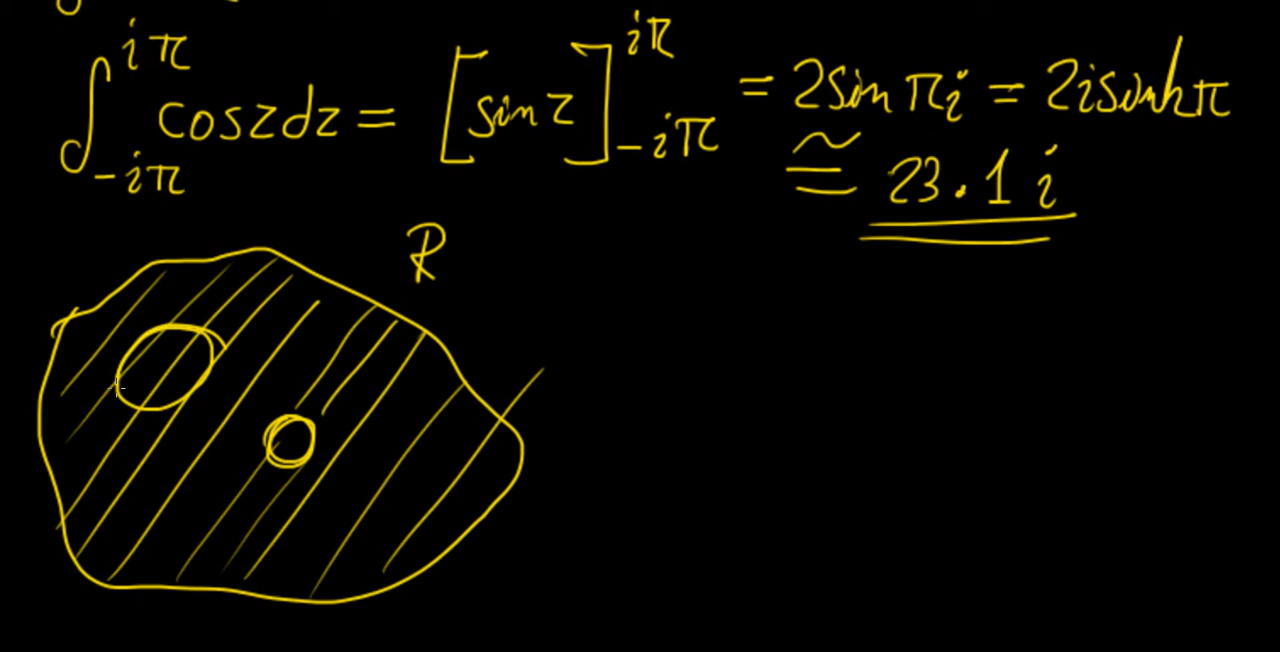 ∫_{-iπ}^{iπ} cos z dz = [sin z]_{-iπ}^{iπ} = 2 sin πi = 2i sinh π
≅ 23.1 i
R